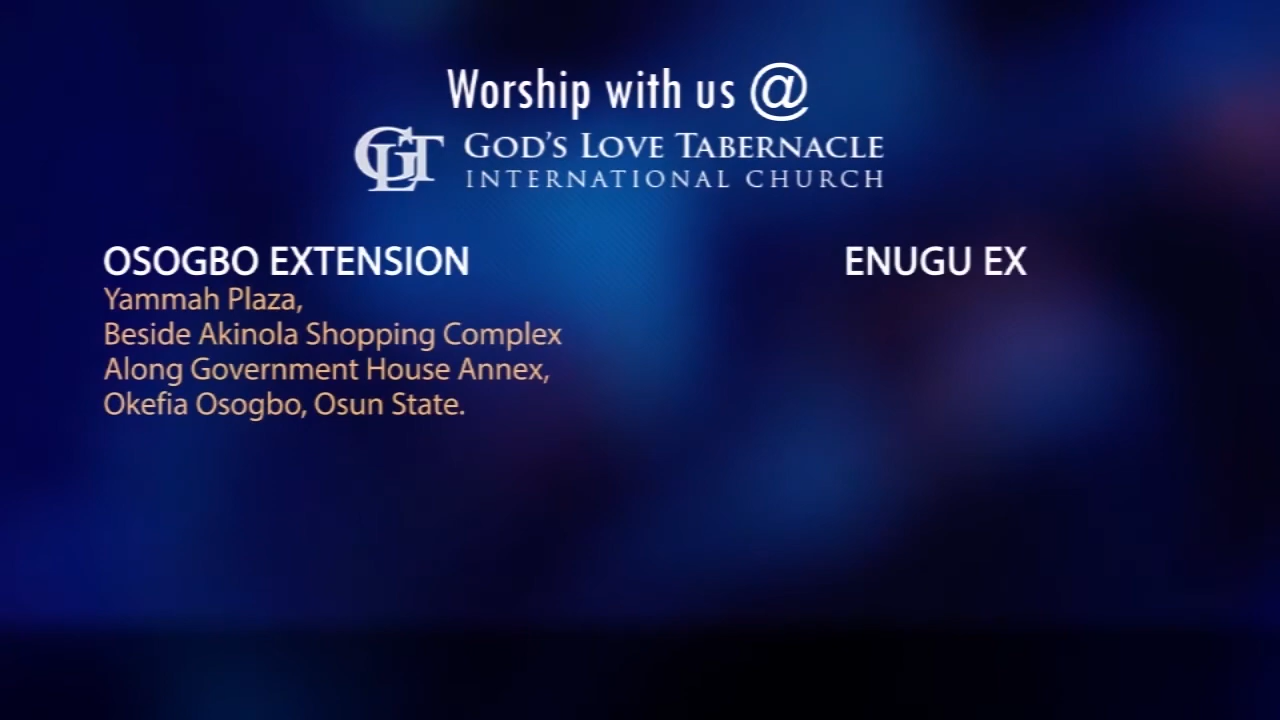 Worship with us @
GLT
GOD'S LOVE TABERNACLE
INTERNATIONAL CHURCH
OSOGBO EXTENSION
Yammah Plaza,
Beside Akinola Shopping Complex
Along Government House Annex,
Okefia Osogbo, Osun State.
ENUGU EX